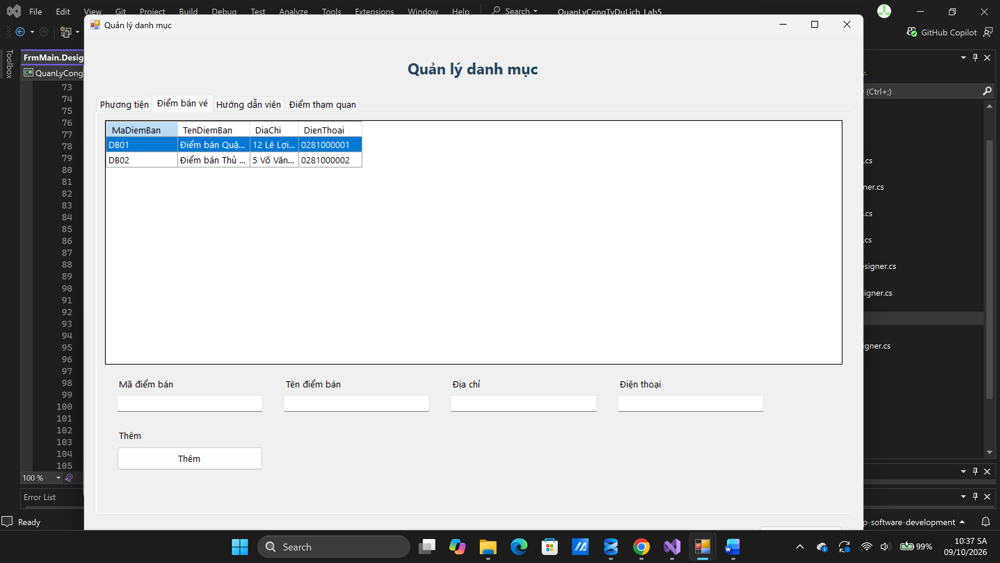 File Edit View Git Project Build Debug Test Analyze Tools Extensions Window Help Search QuanLyCongTyDuLich_Lab5
Quản lý danh mục
GitHub Copilot
Toolbox
FrmMain.Desig
C# QuanLyCong
(Ctrl+;)
Quản lý danh mục
Phương tiện Điểm bán vé Hướng dẫn viên Điểm tham quan
MaDiemBan TenDiemBan DiaChi DienThoai
DB01 Điểm bán Quậ... 12 Lê Lợi... 0281000001
DB02 Điểm bán Thủ ... 5 Võ Văn... 0281000002
73
74
75
76
77
78
79
80
81
82
83
84
85
86
87
88
89
90
91
92
93
94
95
96
97
98
99
100
101
102
103
104
105
.cs
ner.cs
.cs
.cs
esigner.cs
signer.cs
igner.cs
Mã điểm bán Tên điểm bán Địa chỉ Điện thoại
Thêm
Thêm
100 %
Error List
Ready
p-software-development
Search
99%
10:37 SA
09/10/2026